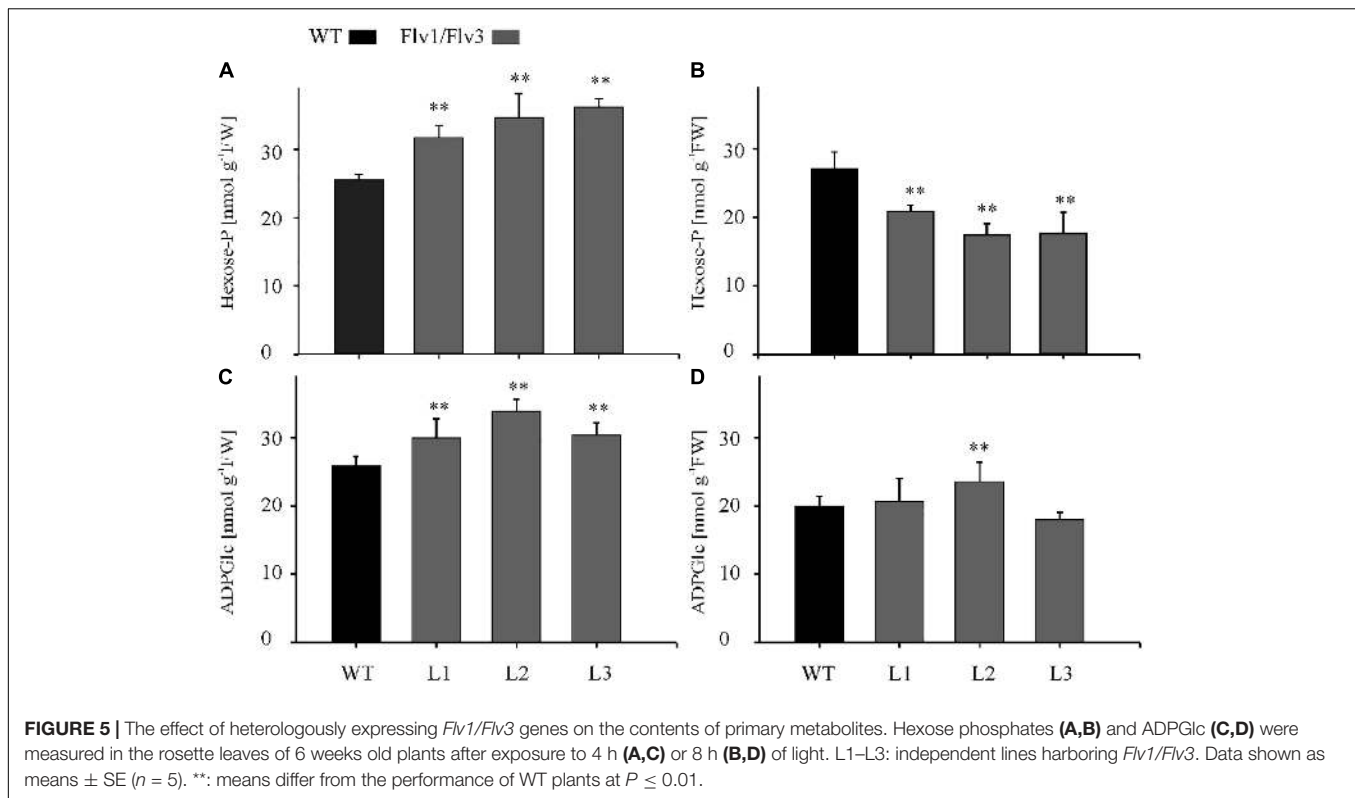 WT Flv1/Flv3
A
Hexose-P [nmol g⁻¹FW]
30
20
10
0
** ** **
B
Hexose-P [nmol g⁻¹FW]
30
20
10
0
** ** **
C
ADPGlc [nmol g⁻¹FW]
30
20
10
0
** ** **
WT L1 L2 L3
D
ADPGlc [nmol g⁻¹FW]
30
20
10
0
**
WT L1 L2 L3
FIGURE 5 | The effect of heterologously expressing Flv1/Flv3 genes on the contents of primary metabolites. Hexose phosphates (A,B) and ADPGlc (C,D) were
measured in the rosette leaves of 6 weeks old plants after exposure to 4 h (A,C) or 8 h (B,D) of light. L1–L3: independent lines harboring Flv1/Flv3. Data shown as
means ± SE (n = 5). **: means differ from the performance of WT plants at P ≤ 0.01.